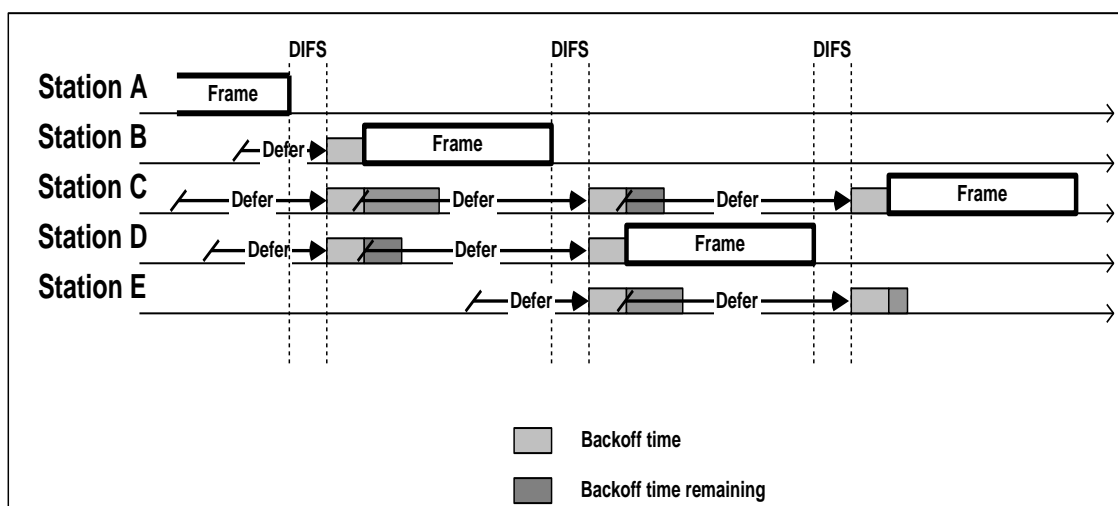 DIFS DIFS DIFS
Station A Frame
Station B Defer Frame
Station C Defer Defer Defer Frame
Station D Defer Defer Frame
Station E Defer Defer
Backoff time
Backoff time remaining